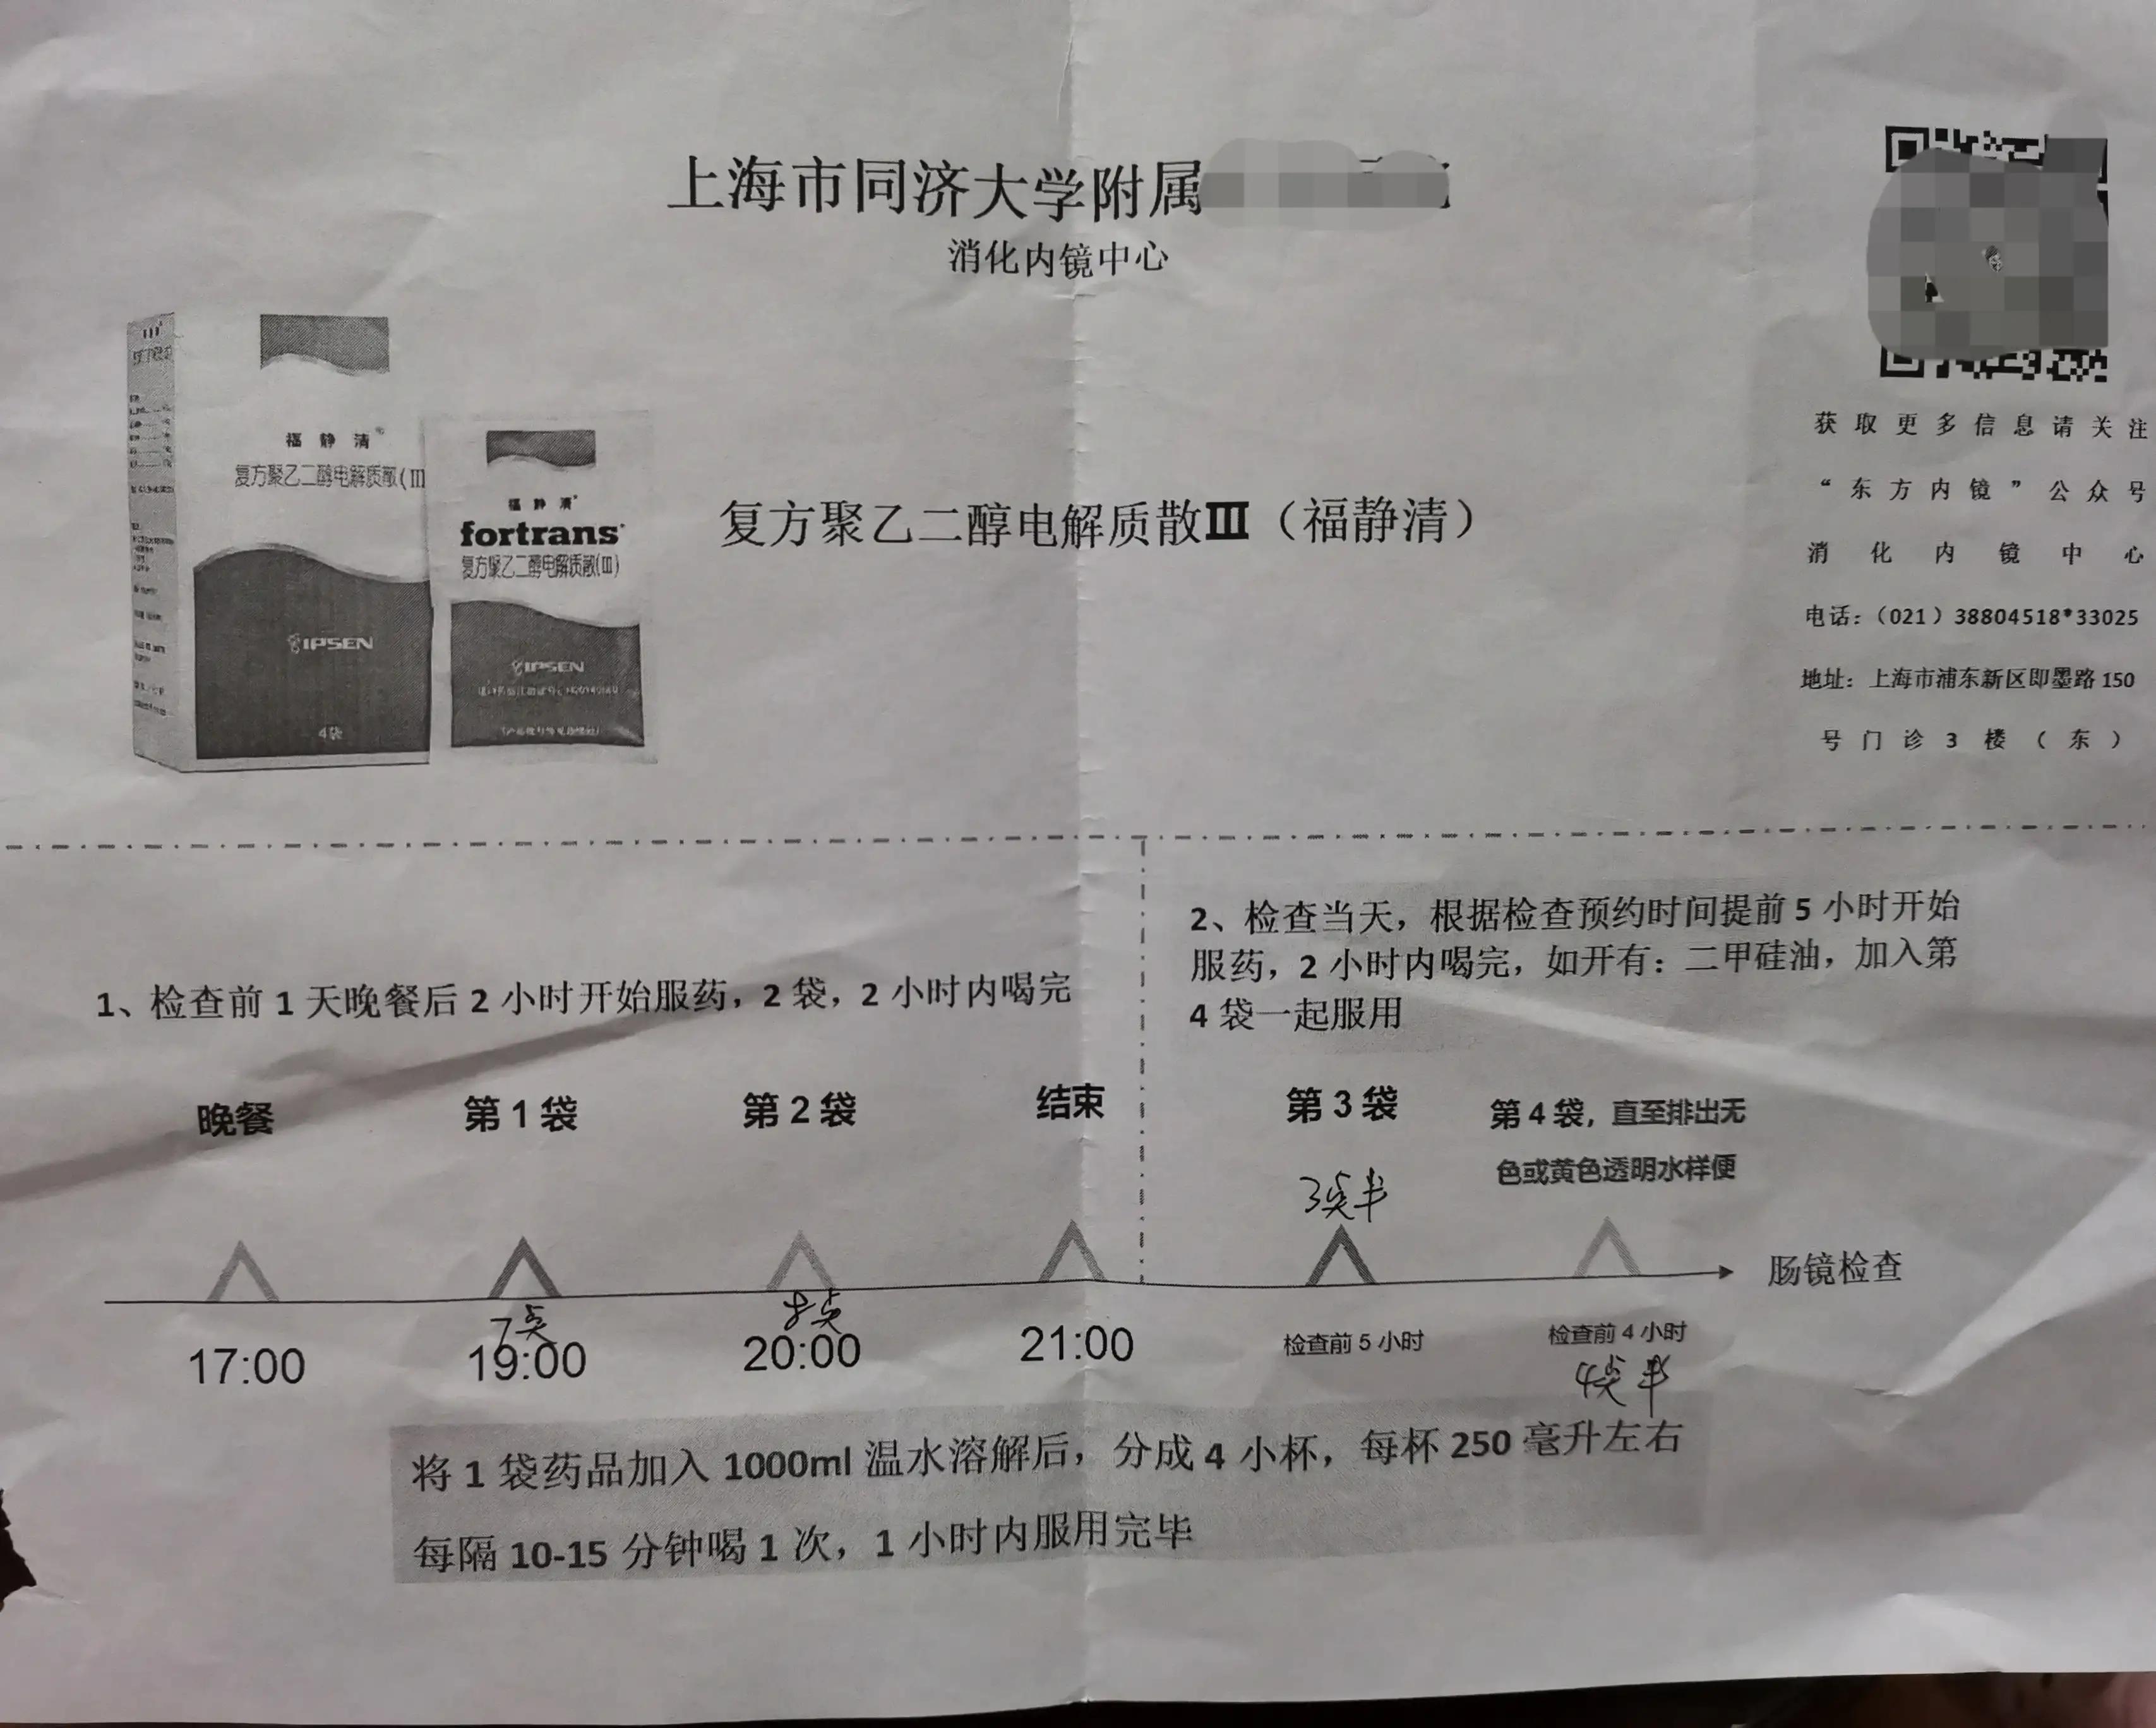 上海市同济大学附属
消化内镜中心
福静清
复方聚乙二醇电解质散(III
IPSEN
4袋
福静清
fortrans
复方聚乙二醇电解质散(III)
IPSEN
复方聚乙二醇电解质散Ⅲ（福静清）
获取更多信息请关注
“东方内镜”公众号
消化内镜中心
电话：（021）38804518*33025
地址：上海市浦东新区即墨路150
号门诊3楼（东）
1、检查前1天晚餐后2小时开始服药，2袋，2小时内喝完
晚餐
第1袋
第2袋
结束
7点
8点
17:00
19:00
20:00
21:00
2、检查当天，根据检查预约时间提前5小时开始
服药，2小时内喝完，如开有：二甲硅油，加入第
4袋一起服用
第3袋
第4袋，直至排出无
色或黄色透明水样便
3点半
肠镜检查
检查前5小时
检查前4小时
4点半
将1袋药品加入1000ml温水溶解后，分成4小杯，每杯250毫升左右
每隔10-15分钟喝1次，1小时内服用完毕